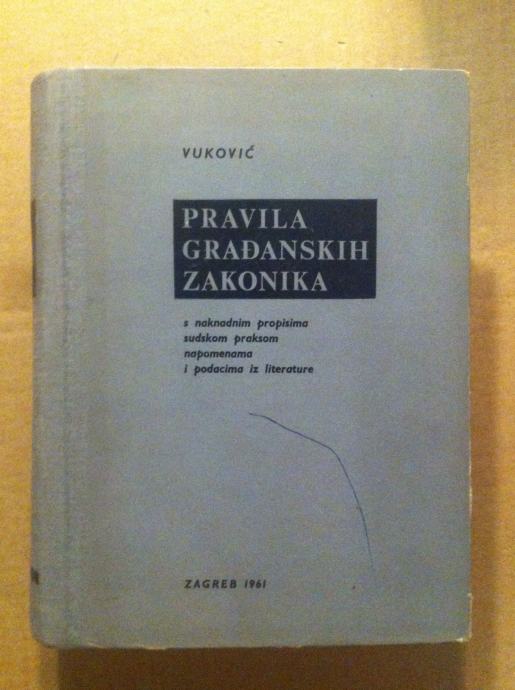 VUKOVIĆ
PRAVILA
GRAĐANSKIH
ZAKONIKA
s naknadnim propisima
sudskom praksom
napomenama
i podacima iz literature
ZAGREB 1961